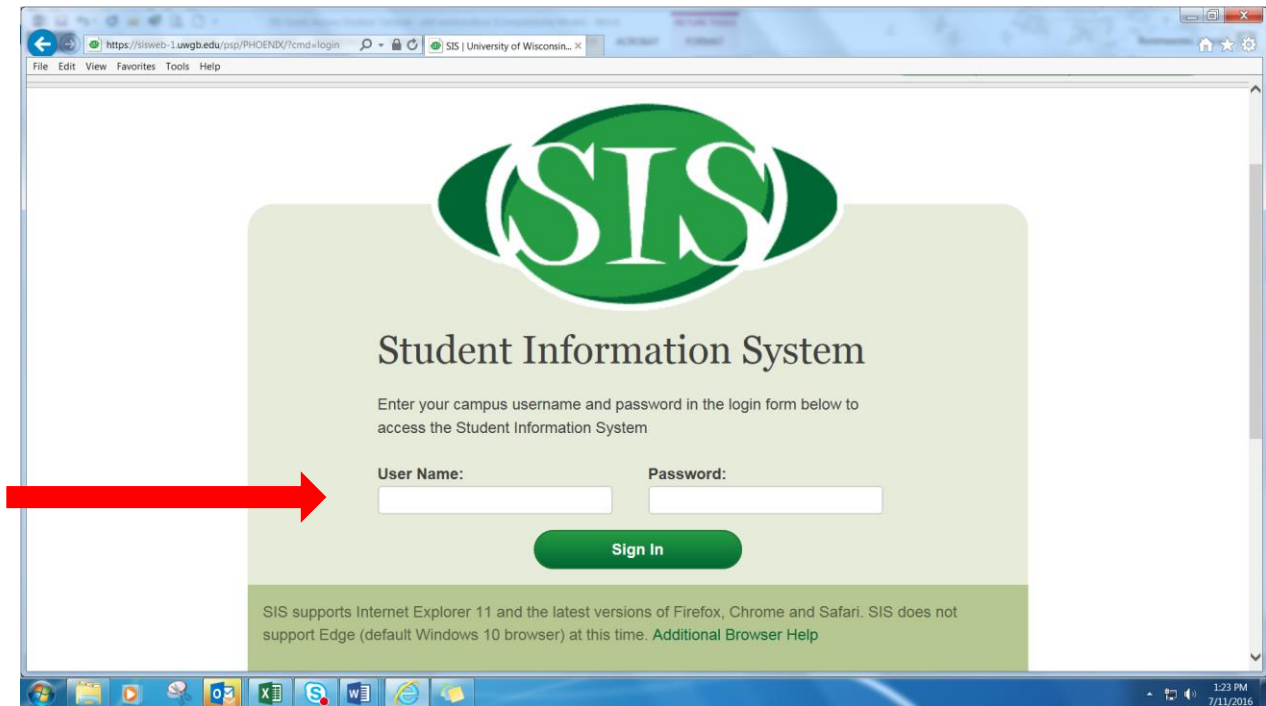 https://sisweb-1.uwgb.edu/psp/PHOENIX/?cmd=login
SIS | University of Wisconsin...
File Edit View Favorites Tools Help
SIS
Student Information System
Enter your campus username and password in the login form below to
access the Student Information System
User Name: Password:
Sign In
SIS supports Internet Explorer 11 and the latest versions of Firefox, Chrome and Safari. SIS does not
support Edge (default Windows 10 browser) at this time. Additional Browser Help
1:23 PM
7/11/2016